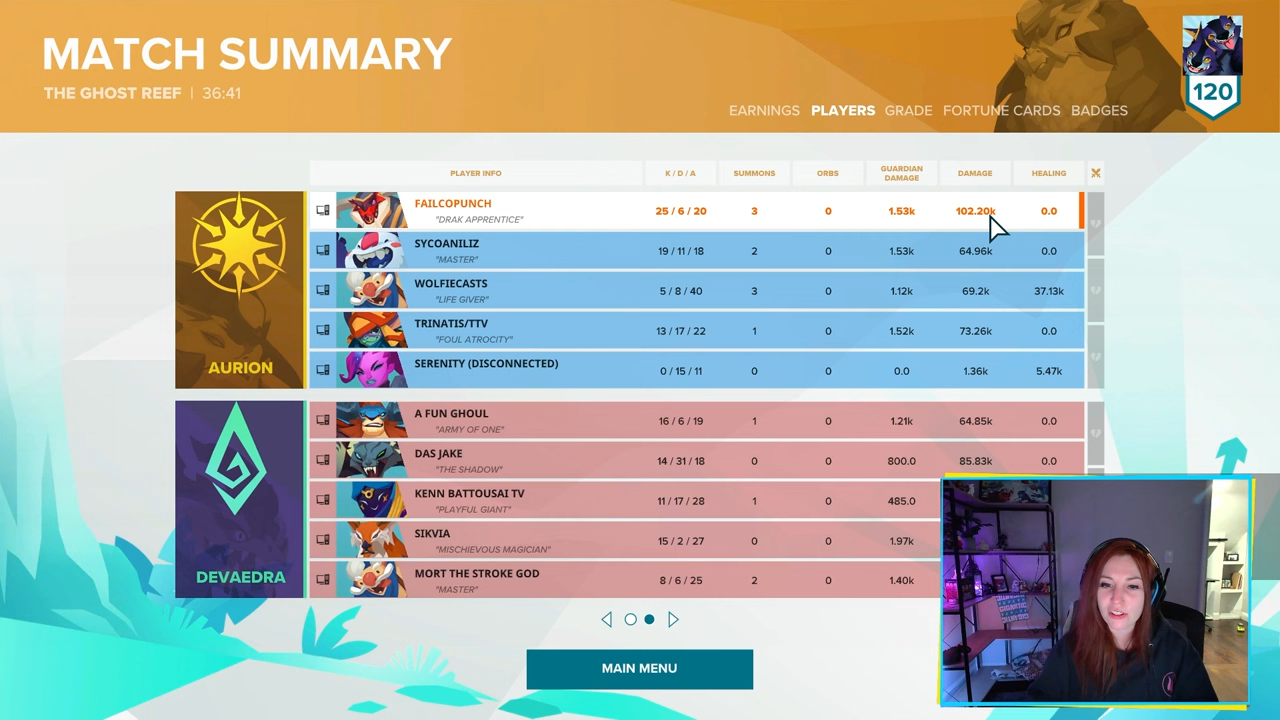 MATCH SUMMARY
THE GHOST REEF | 36:41
120
EARNINGS PLAYERS GRADE FORTUNE CARDS BADGES
PLAYER INFO K / D / A SUMMONS ORBS GUARDIAN DAMAGE DAMAGE HEALING
AURION
FAILCOPUNCH 25 / 6 / 20 3 0 1.53k 102.20k 0.0
"DRAK APPRENTICE"
SYCOANILIZ 19 / 11 / 18 2 0 1.53k 64.96k 0.0
"MASTER"
WOLFIECASTS 5 / 8 / 40 3 0 1.12k 69.2k 37.13k
"LIFE GIVER"
TRINATIS/TTV 13 / 17 / 22 1 0 1.52k 73.26k 0.0
"FOUL ATROCITY"
SERENITY (DISCONNECTED) 0 / 15 / 11 0 0 0.0 1.36k 5.47k
DEVAEDRA
A FUN GHOUL 16 / 6 / 19 1 0 1.21k 64.85k 0.0
"ARMY OF ONE"
DAS JAKE 14 / 31 / 18 0 0 800.0 85.83k 0.0
"THE SHADOW"
KENN BATTOUSAI TV 11 / 17 / 28 1 0 485.0
"PLAYFUL GIANT"
SIKVIA 15 / 2 / 27 0 0 1.97k
"MISCHIEVOUS MAGICIAN"
MORT THE STROKE GOD 8 / 6 / 25 2 0 1.40k
"MASTER"
MAIN MENU